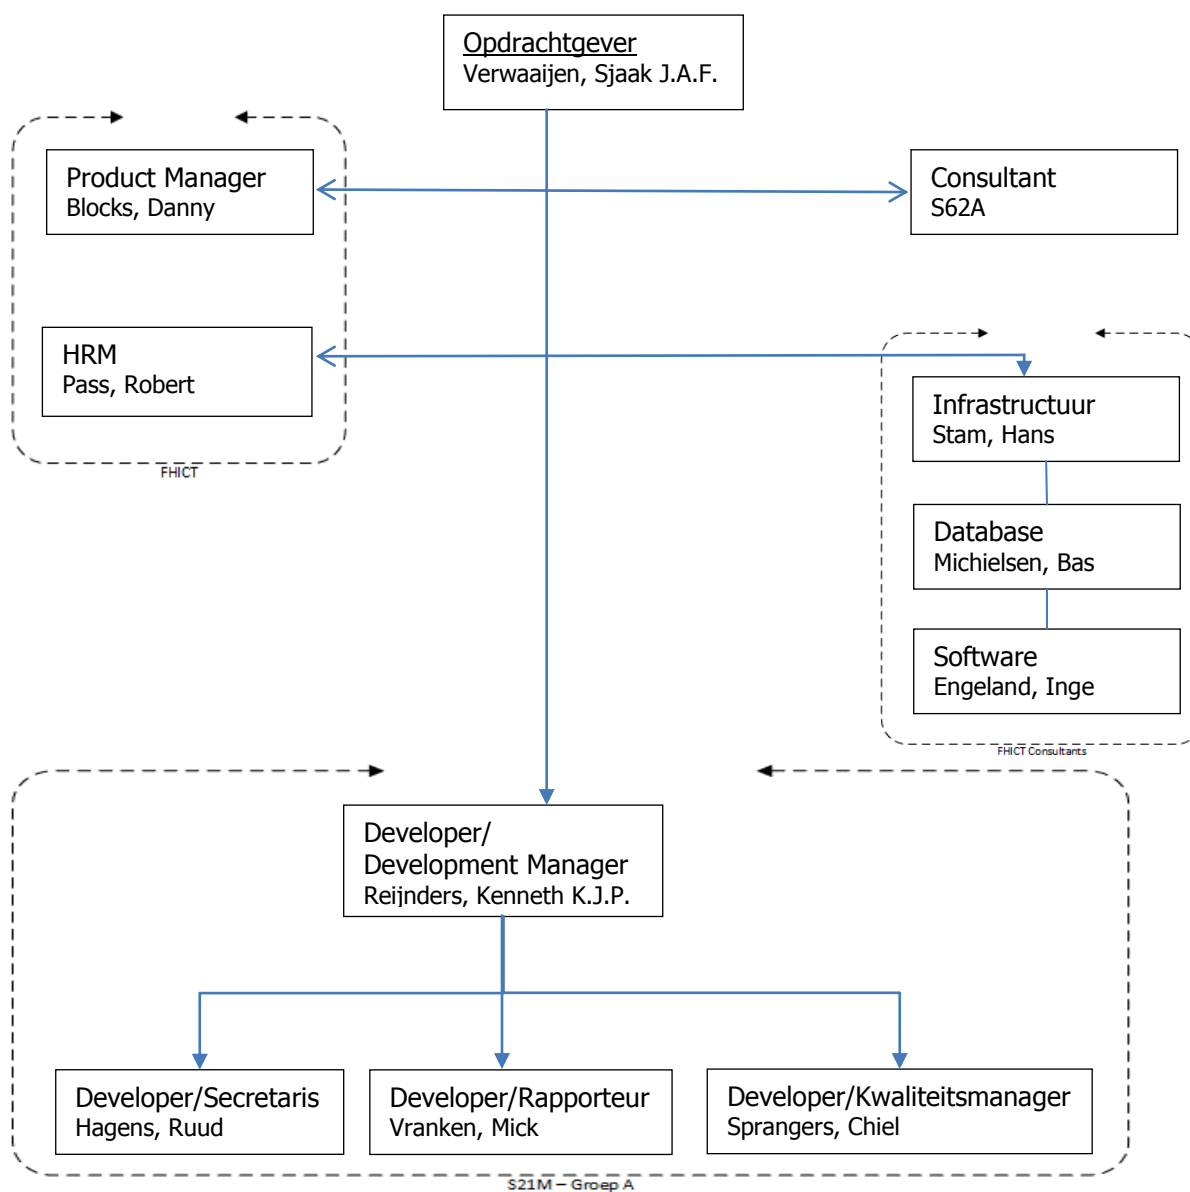 Opdrachtgever
Verwaaijen, Sjaak J.A.F.
Product Manager
Blocks, Danny
Consultant
S62A
HRM
Pass, Robert
FHICT
Infrastructuur
Stam, Hans
Database
Michielsen, Bas
Software
Engeland, Inge
FHICT Consultants
Developer/
Development Manager
Reijnders, Kenneth K.J.P.
Developer/Secretaris
Hagens, Ruud
Developer/Rapporteur
Vranken, Mick
Developer/Kwaliteitsmanager
Sprangers, Chiel
S21M – Groep A